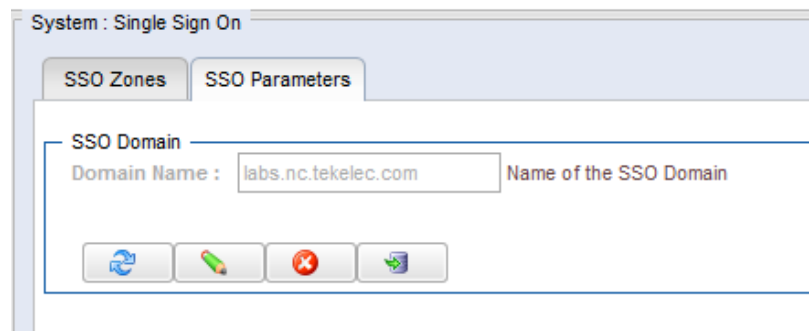 System : Single Sign On
SSO Zones SSO Parameters
SSO Domain
Domain Name : labs.nc.tekelec.com Name of the SSO Domain